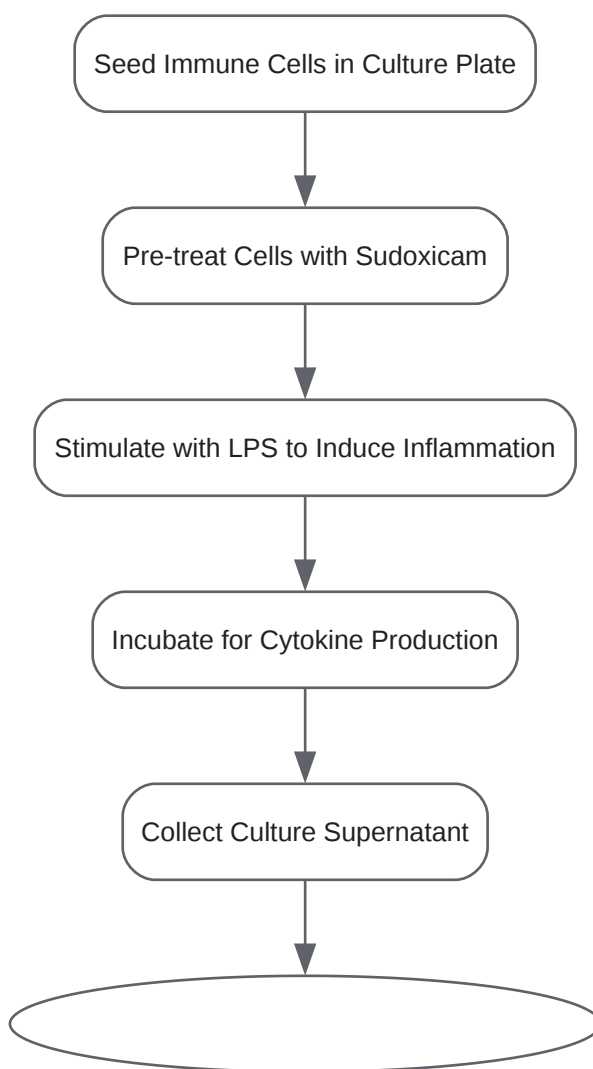 Seed Immune Cells in Culture Plate
Pre-treat Cells with Sudoxicam
Stimulate with LPS to Induce Inflammation
Incubate for Cytokine Production
Collect Culture Supernatant